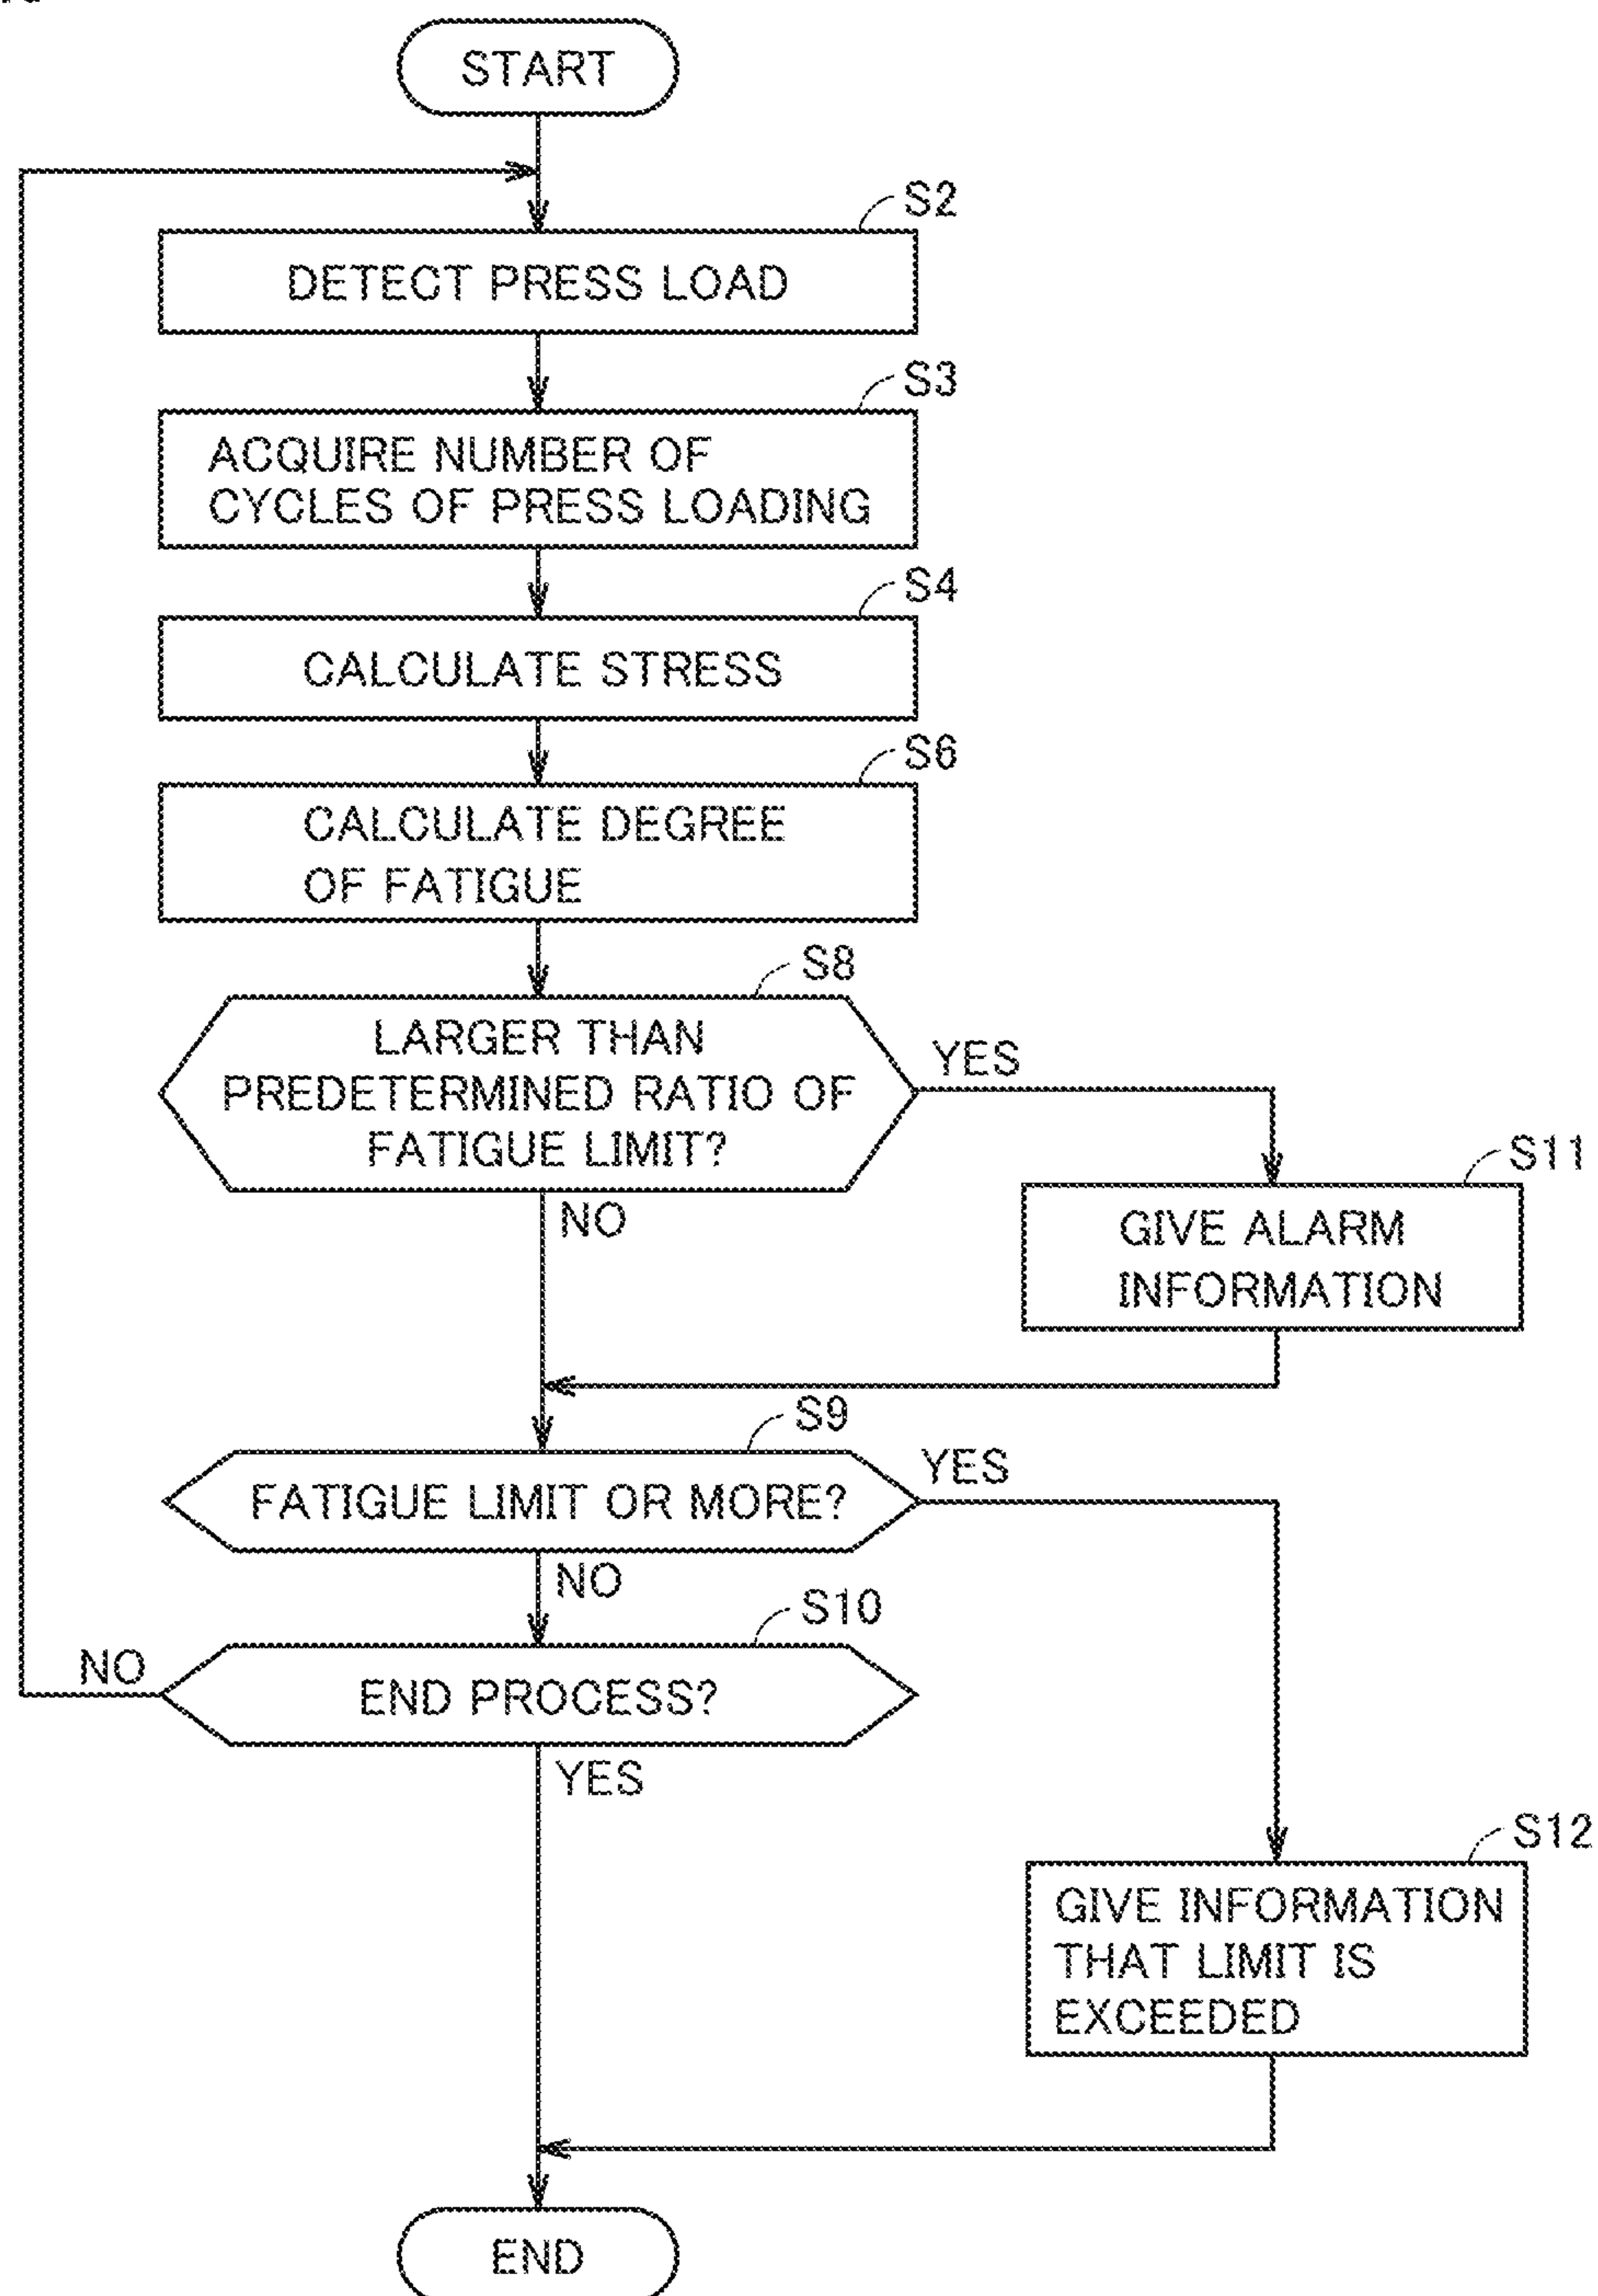 START
S2
DETECT PRESS LOAD
S3
ACQUIRE NUMBER OF
CYCLES OF PRESS LOADING
S4
CALCULATE STRESS
S6
CALCULATE DEGREE
OF FATIGUE
S8
LARGER THAN
PREDETERMINED RATIO OF
FATIGUE LIMIT?
YES
NO
S11
GIVE ALARM
INFORMATION
S9
FATIGUE LIMIT OR MORE?
YES
NO
S10
END PROCESS?
NO
YES
S12
GIVE INFORMATION
THAT LIMIT IS
EXCEEDED
END